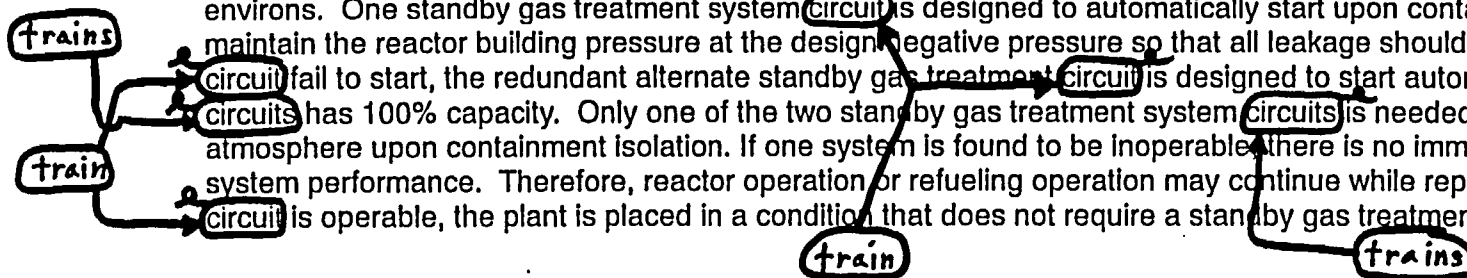 environs. One standby gas treatment system circuit is designed to automatically start upon
trains
maintain the reactor building pressure at the design negative pressure so that all leakage should
circuit fail to start, the redundant alternate standby gas treatment circuit is designed to start
circuits has 100% capacity. Only one of the two standby gas treatment system circuits is needed
atmosphere upon containment isolation. If one system is found to be inoperable, there is no
train
system performance. Therefore, reactor operation or refueling operation may continue while
circuit is operable, the plant is placed in a condition that does not require a standby gas
train
trains